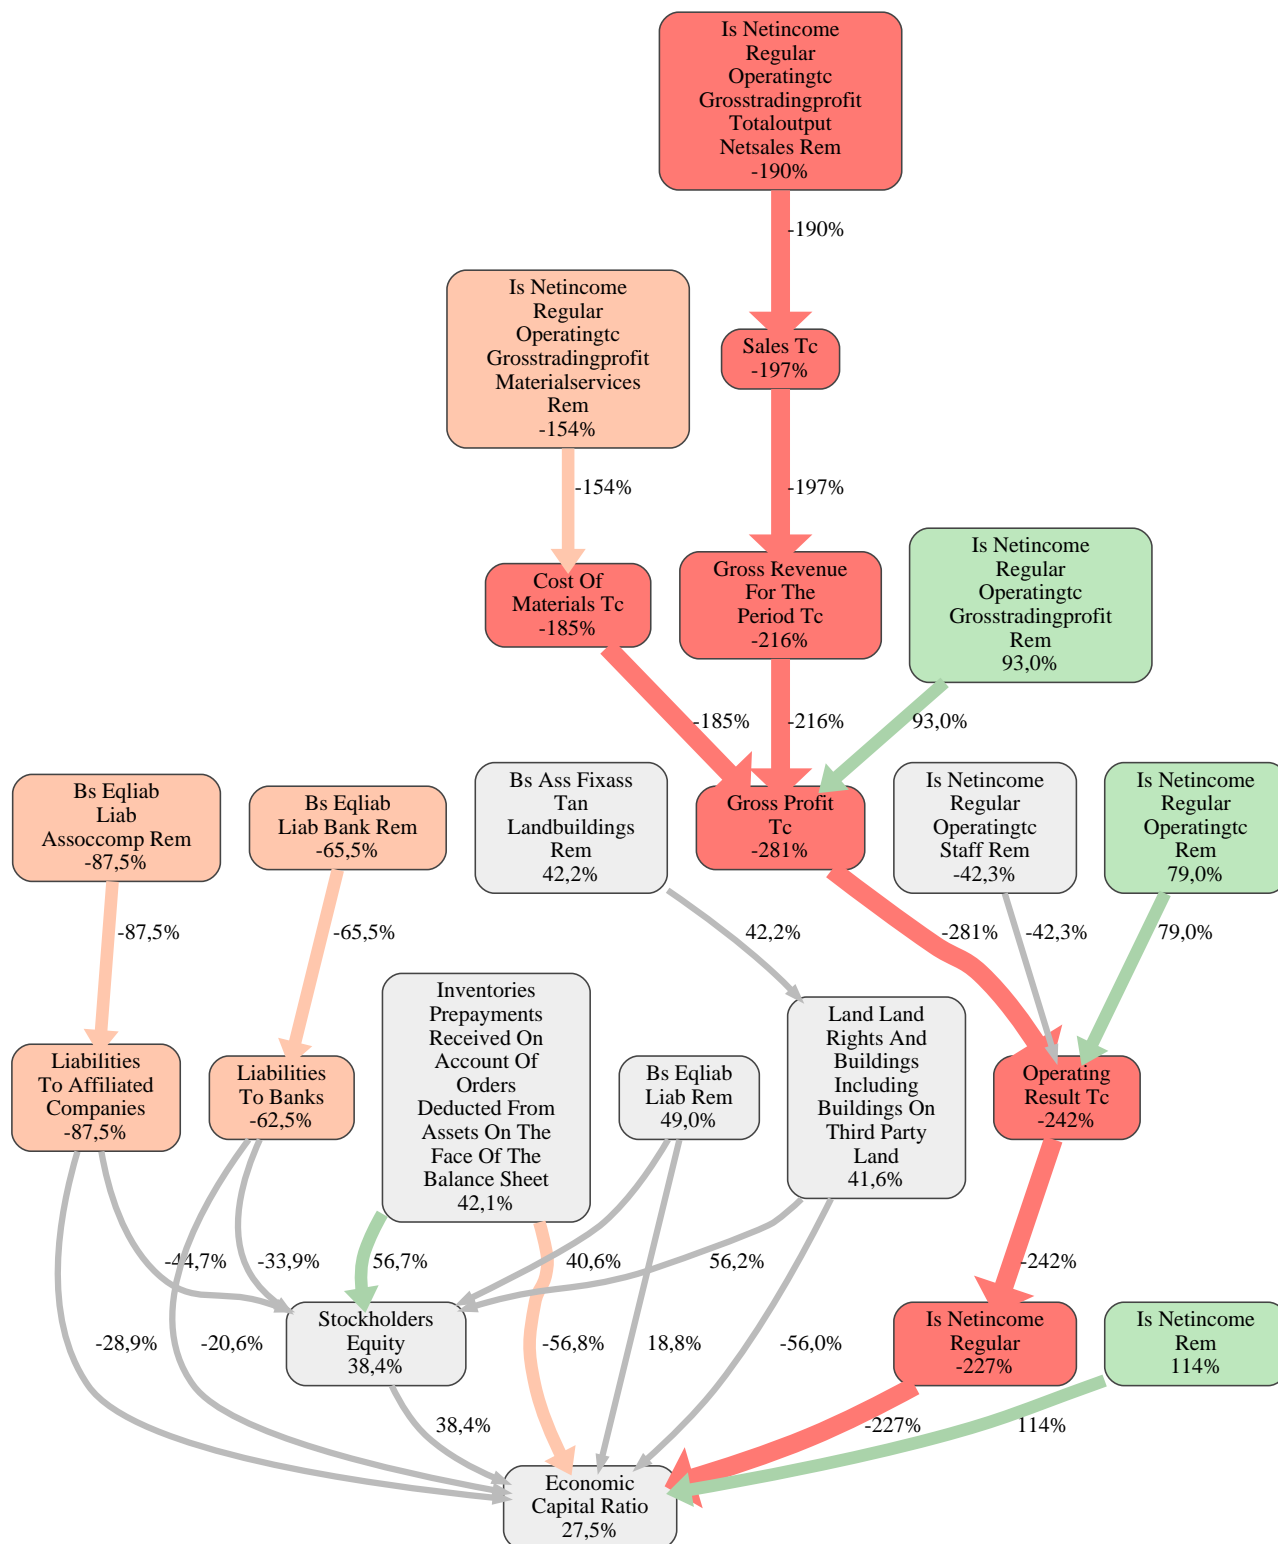 Is Netincome
Regular
Operatingtc
Grosstradingprofit
Totaloutput
Netsales Rem
-190%
-190%
Is Netincome
Regular
Operatingtc
Grosstradingprofit
Materialservices
Rem
-154%
Sales Tc
-197%
-154%
-197%
Is Netincome
Regular
Operatingtc
Grosstradingprofit
Rem
93,0%
Cost Of
Materials Tc
-185%
Gross Revenue
For The
Period Tc
-216%
-185%
-216%
93,0%
Bs Eqliab
Liab
Assoccomp Rem
-87,5%
Bs Eqliab
Liab Bank Rem
-65,5%
Bs Ass Fixass
Tan
Landbuildings
Rem
42,2%
Gross Profit
Tc
-281%
Is Netincome
Regular
Operatingtc
Staff Rem
-42,3%
Is Netincome
Regular
Operatingtc
Rem
79,0%
-87,5%
-65,5%
42,2%
-281%
-42,3%
79,0%
Liabilities
To Affiliated
Companies
-87,5%
Liabilities
To Banks
-62,5%
Inventories
Prepayments
Received On
Account Of
Orders
Deducted From
Assets On The
Face Of The
Balance Sheet
42,1%
Bs Eqliab
Liab Rem
49,0%
Land Land
Rights And
Buildings
Including
Buildings On
Third Party
Land
41,6%
Operating
Result Tc
-242%
-44,7%
-33,9%
56,7%
40,6%
56,2%
-242%
Stockholders
Equity
38,4%
Is Netincome
Regular
-227%
Is Netincome
Rem
114%
-28,9%
-20,6%
-56,8%
18,8%
-56,0%
38,4%
-227%
114%
Economic
Capital Ratio
27,5%